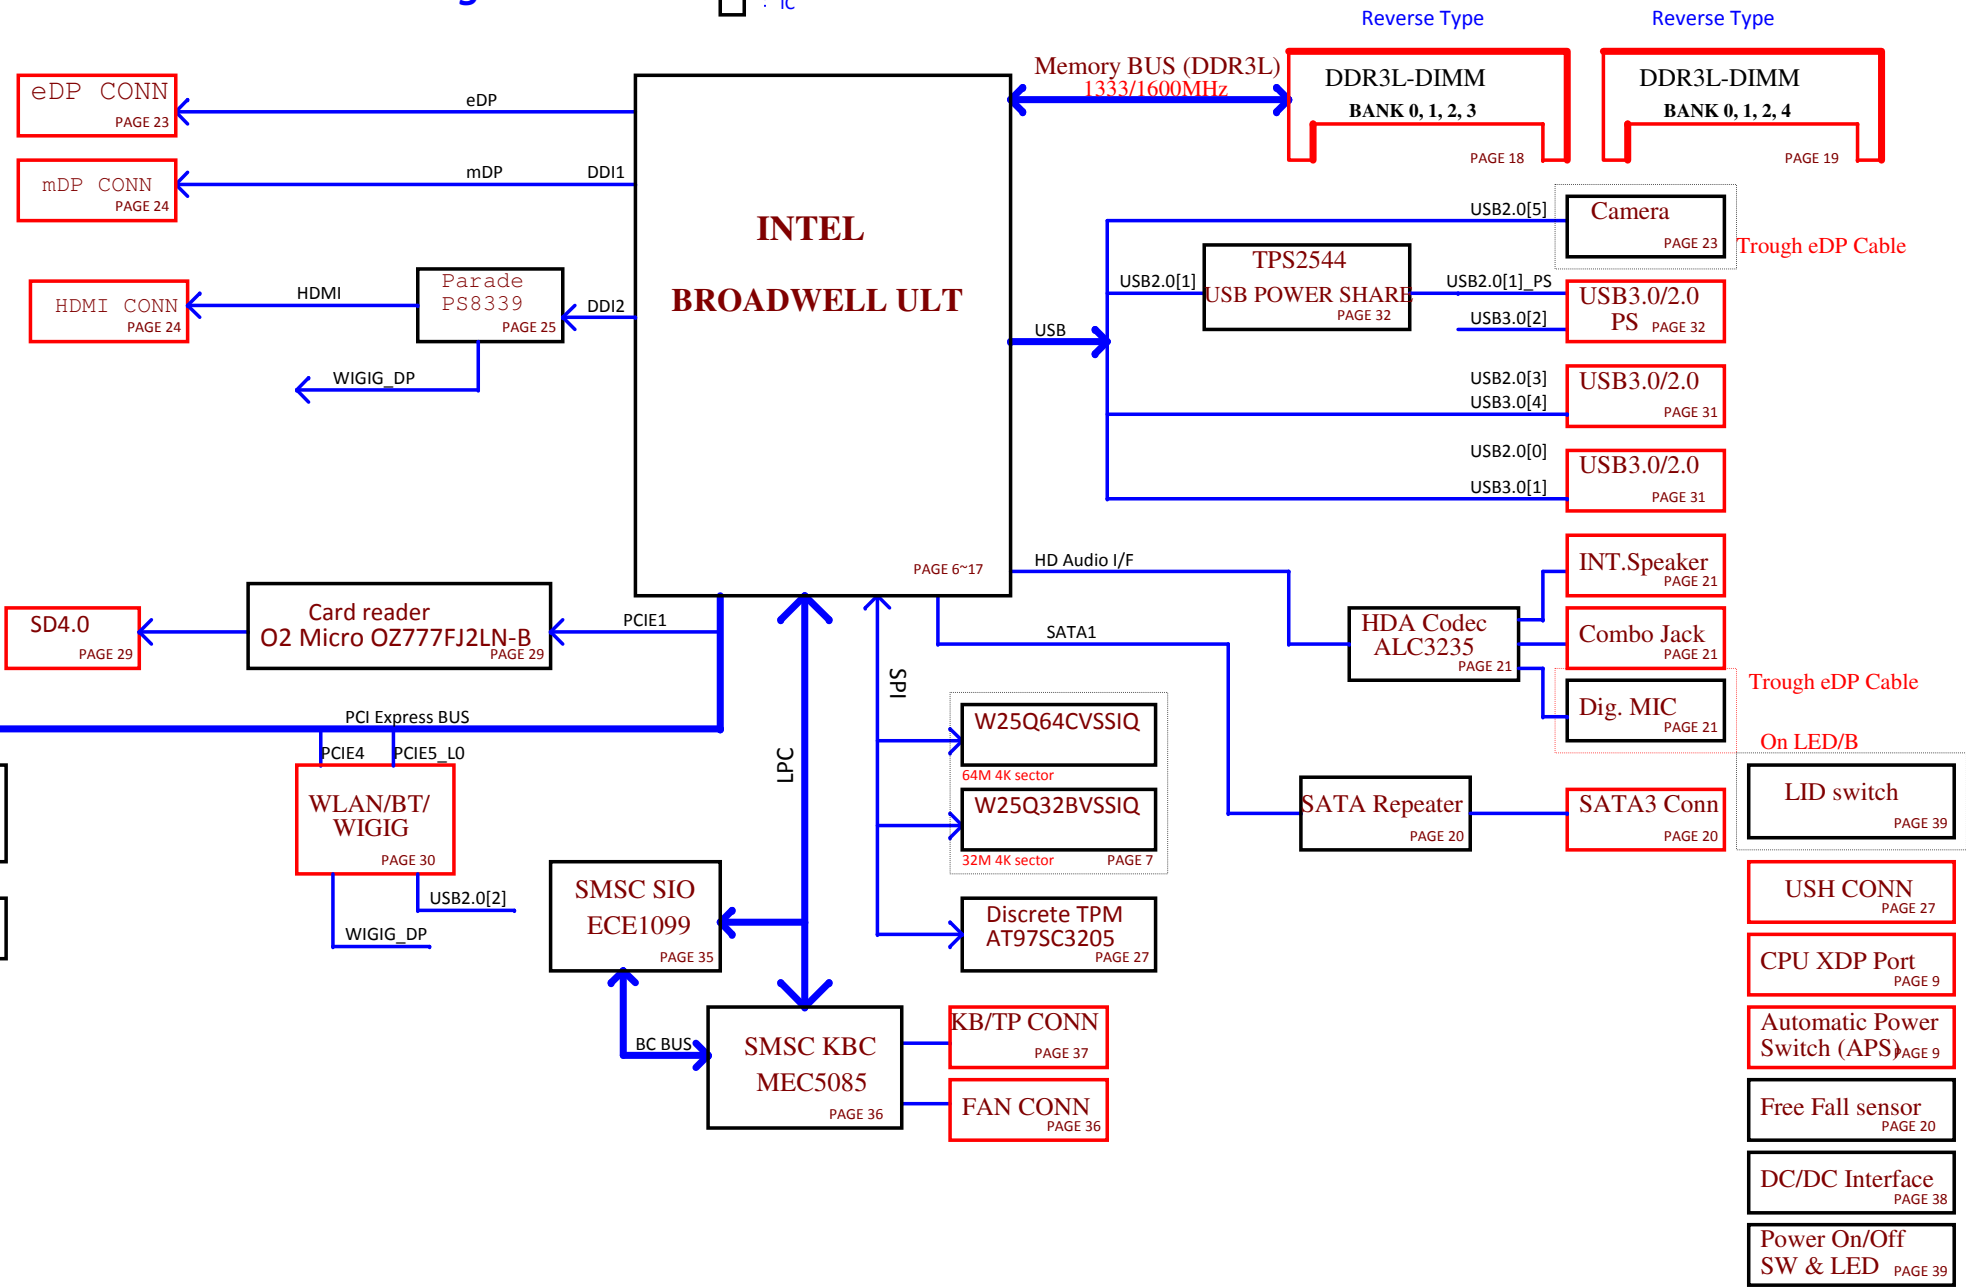 : IC
Reverse Type
Reverse Type
eDP CONN
PAGE 23
eDP
mDP CONN
PAGE 24
mDP
DDI1
HDMI CONN
PAGE 24
HDMI
Parade
PS8339
PAGE 25
DDI2
WIGIG_DP
INTEL
BROADWELL ULT
PAGE 6~17
Memory BUS (DDR3L)
1333/1600MHz
DDR3L-DIMM
BANK 0, 1, 2, 3
PAGE 18
DDR3L-DIMM
BANK 0, 1, 2, 4
PAGE 19
USB
USB2.0[5]
Camera
PAGE 23
Trough eDP Cable
USB2.0[1]
TPS2544
USB POWER SHARE
PAGE 32
USB2.0[1]_PS
USB3.0[2]
USB3.0/2.0
PS PAGE 32
USB2.0[3]
USB3.0[4]
USB3.0/2.0
PAGE 31
USB2.0[0]
USB3.0[1]
USB3.0/2.0
PAGE 31
HD Audio I/F
HDA Codec
ALC3235
PAGE 21
INT.Speaker
PAGE 21
Combo Jack
PAGE 21
Dig. MIC
PAGE 21
Trough eDP Cable
On LED/B
SD4.0
PAGE 29
Card reader
O2 Micro OZ777FJ2LN-B
PAGE 29
PCIE1
PCI Express BUS
PCIE4
PCIE5_L0
WLAN/BT/
WIGIG
PAGE 30
USB2.0[2]
WIGIG_DP
LPC
SPI
SATA1
W25Q64CVSSIQ
64M 4K sector
W25Q32BVSSIQ
32M 4K sector
PAGE 7
Discrete TPM
AT97SC3205
PAGE 27
SATA Repeater
PAGE 20
SATA3 Conn
PAGE 20
SMSC SIO
ECE1099
PAGE 35
BC BUS
SMSC KBC
MEC5085
PAGE 36
KB/TP CONN
PAGE 37
FAN CONN
PAGE 36
LID switch
PAGE 39
USH CONN
PAGE 27
CPU XDP Port
PAGE 9
Automatic Power
Switch (APS)
PAGE 9
Free Fall sensor
PAGE 20
DC/DC Interface
PAGE 38
Power On/Off
SW & LED PAGE 39